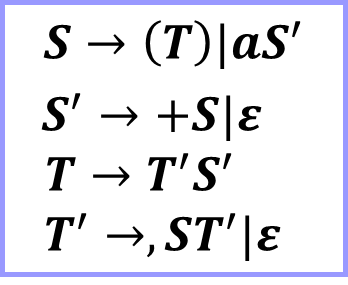 S → (T)|aS′
S′ → +S|ε
T → T′S′
T′ →, ST′|ε